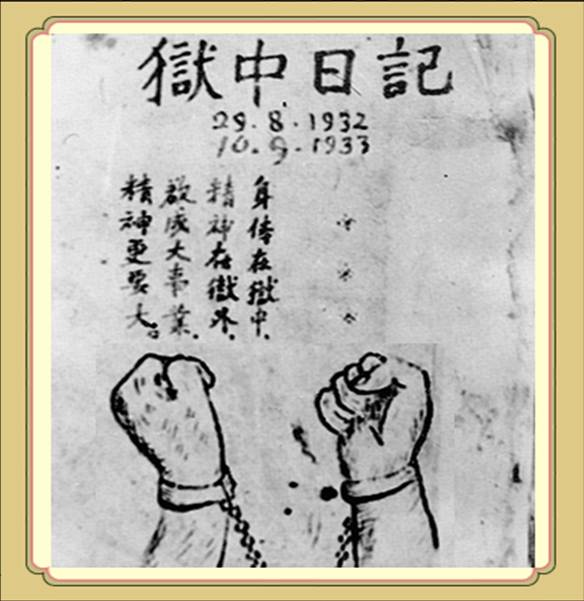 獄中日記
29.8.1932
10.9.1933
身体在獄中、
精神在獄外、
欲成大事業、
精神更要大。